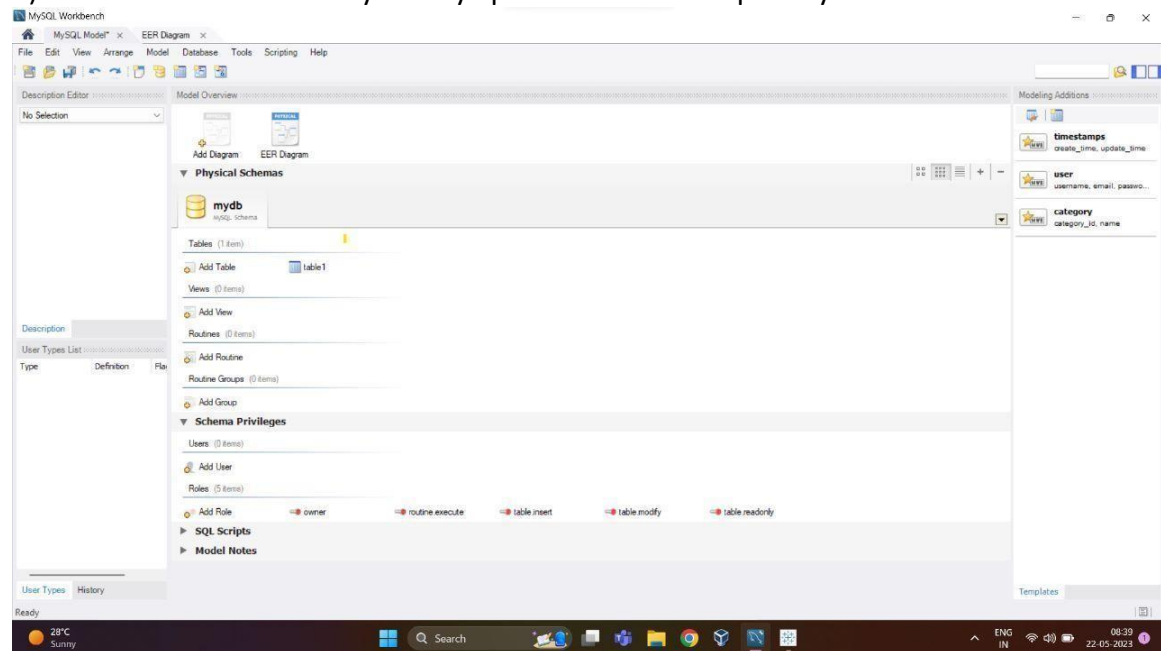 MySQL Workbench
MySQL Model* × EER Diagram ×
File Edit View Arrange Model Database Tools Scripting Help
Description Editor
Model Overview
Modeling Additions
No Selection
Add Diagram
EER Diagram
timestamps
create_time, update_time
Physical Schemas
user
username, email, passwo...
mydb
MySQL Schema
category
category_id, name
Tables (1 item)
Add Table
table1
Views (0 items)
Add View
Description
Routines (0 items)
User Types List
Type Definition Fla
Add Routine
Routine Groups (0 items)
Add Group
Schema Privileges
Users (0 items)
Add User
Roles (5 items)
Add Role
owner
routine.execute
table.insert
table.modify
table.readonly
SQL Scripts
Model Notes
User Types History
Templates
Ready
28°C
Sunny
Search
ENG
IN
08:39
22-05-2023
1